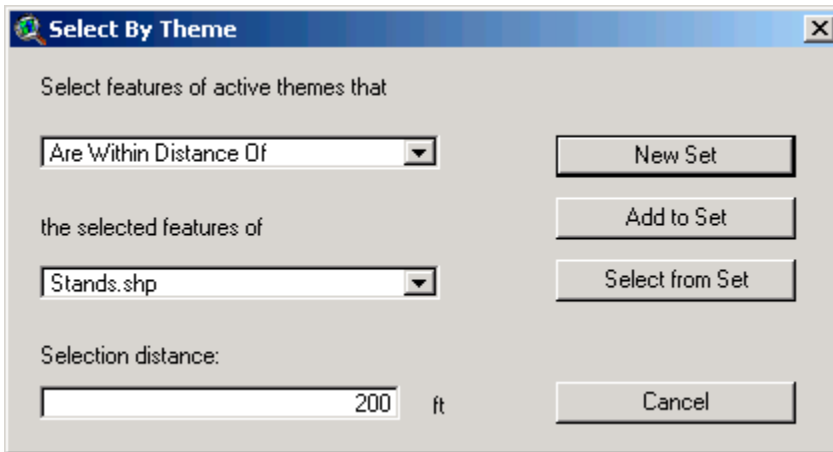 Select By Theme
Select features of active themes that
Are Within Distance Of
New Set
Add to Set
the selected features of
Stands.shp
Select from Set
Selection distance:
200 ft
Cancel